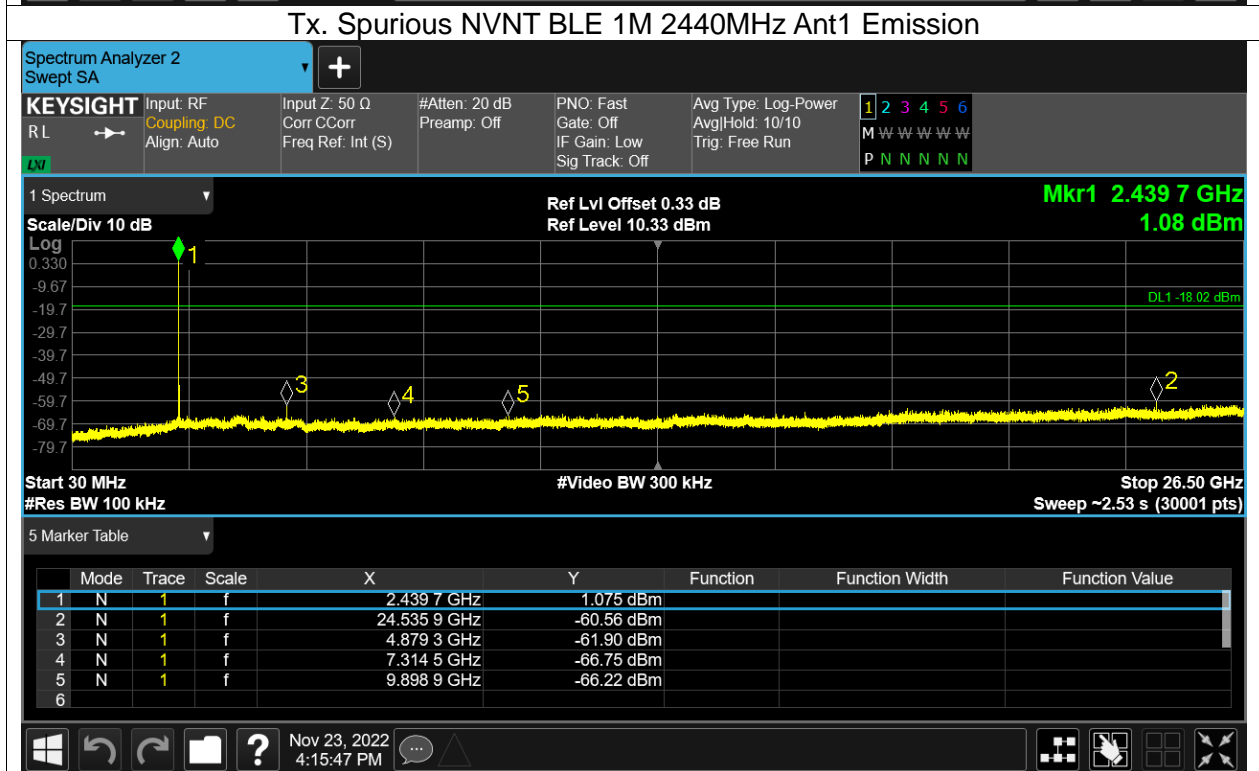 Tx. Spurious NVNT BLE 1M 2440MHz Ant1 Emission
Spectrum Analyzer 2
Swept SA
+
KEYSIGHT Input: RF Input Z: 50 Ω #Atten: 20 dB PNO: Fast Avg Type: Log-Power 1 2 3 4 5 6
RL Coupling: DC Corr CCorr Preamp: Off Gate: Off Avg|Hold: 10/10 M W W W W W
Align: Auto Freq Ref: Int (S) IF Gain: Low Trig: Free Run
LXI Sig Track: Off P N N N N N
1 Spectrum Ref Lvl Offset 0.33 dB Mkr1 2.439 7 GHz
Scale/Div 10 dB Ref Level 10.33 dBm 1.08 dBm
Log
1
0.330
-9.67
DL1 -18.02 dBm
-19.7
-29.7
-39.7
-49.7
3 4 5 2
-59.7
-69.7
-79.7
Start 30 MHz #Video BW 300 kHz Stop 26.50 GHz
#Res BW 100 kHz Sweep ~2.53 s (30001 pts)
5 Marker Table
Mode Trace Scale X Y Function Function Width Function Value
1 N 1 f 2.439 7 GHz 1.075 dBm
2 N 1 f 24.535 9 GHz -60.56 dBm
3 N 1 f 4.879 3 GHz -61.90 dBm
4 N 1 f 7.314 5 GHz -66.75 dBm
5 N 1 f 9.898 9 GHz -66.22 dBm
6
? Nov 23, 2022
4:15:47 PM